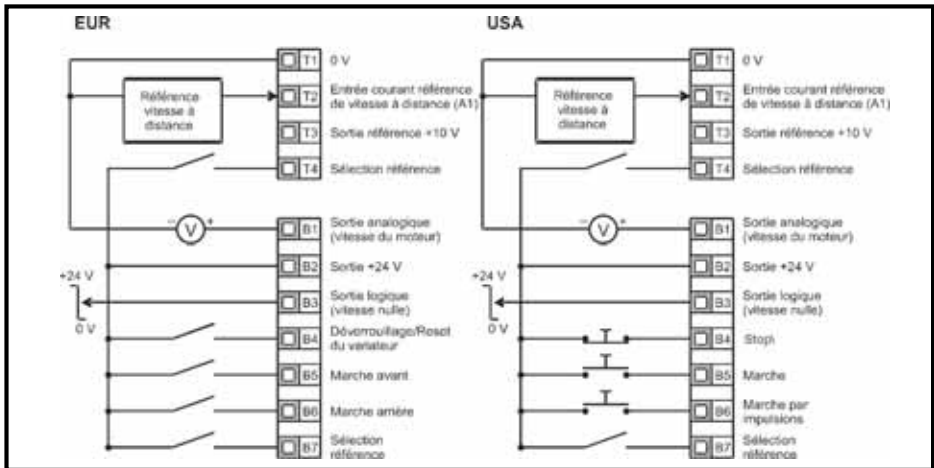 EUR
T1 0 V
Référence
vitesse à
distance
T2 Entrée courant référence
de vitesse à distance (A1)
T3 Sortie référence +10 V
T4 Sélection référence
− V +
B1 Sortie analogique
(vitesse du moteur)
B2 Sortie +24 V
+24 V
0 V
B3 Sortie logique
(vitesse nulle)
B4 Déverrouillage/Reset
du variateur
B5 Marche avant
B6 Marche arrière
B7 Sélection
référence
USA
T1 0 V
Référence
vitesse à
distance
T2 Entrée courant référence
de vitesse à distance (A1)
T3 Sortie référence +10 V
T4 Sélection référence
− V +
B1 Sortie analogique
(vitesse du moteur)
B2 Sortie +24 V
+24 V
0 V
B3 Sortie logique
(vitesse nulle)
B4 Stop\
B5 Marche
B6 Marche par
impulsions
B7 Sélection
référence